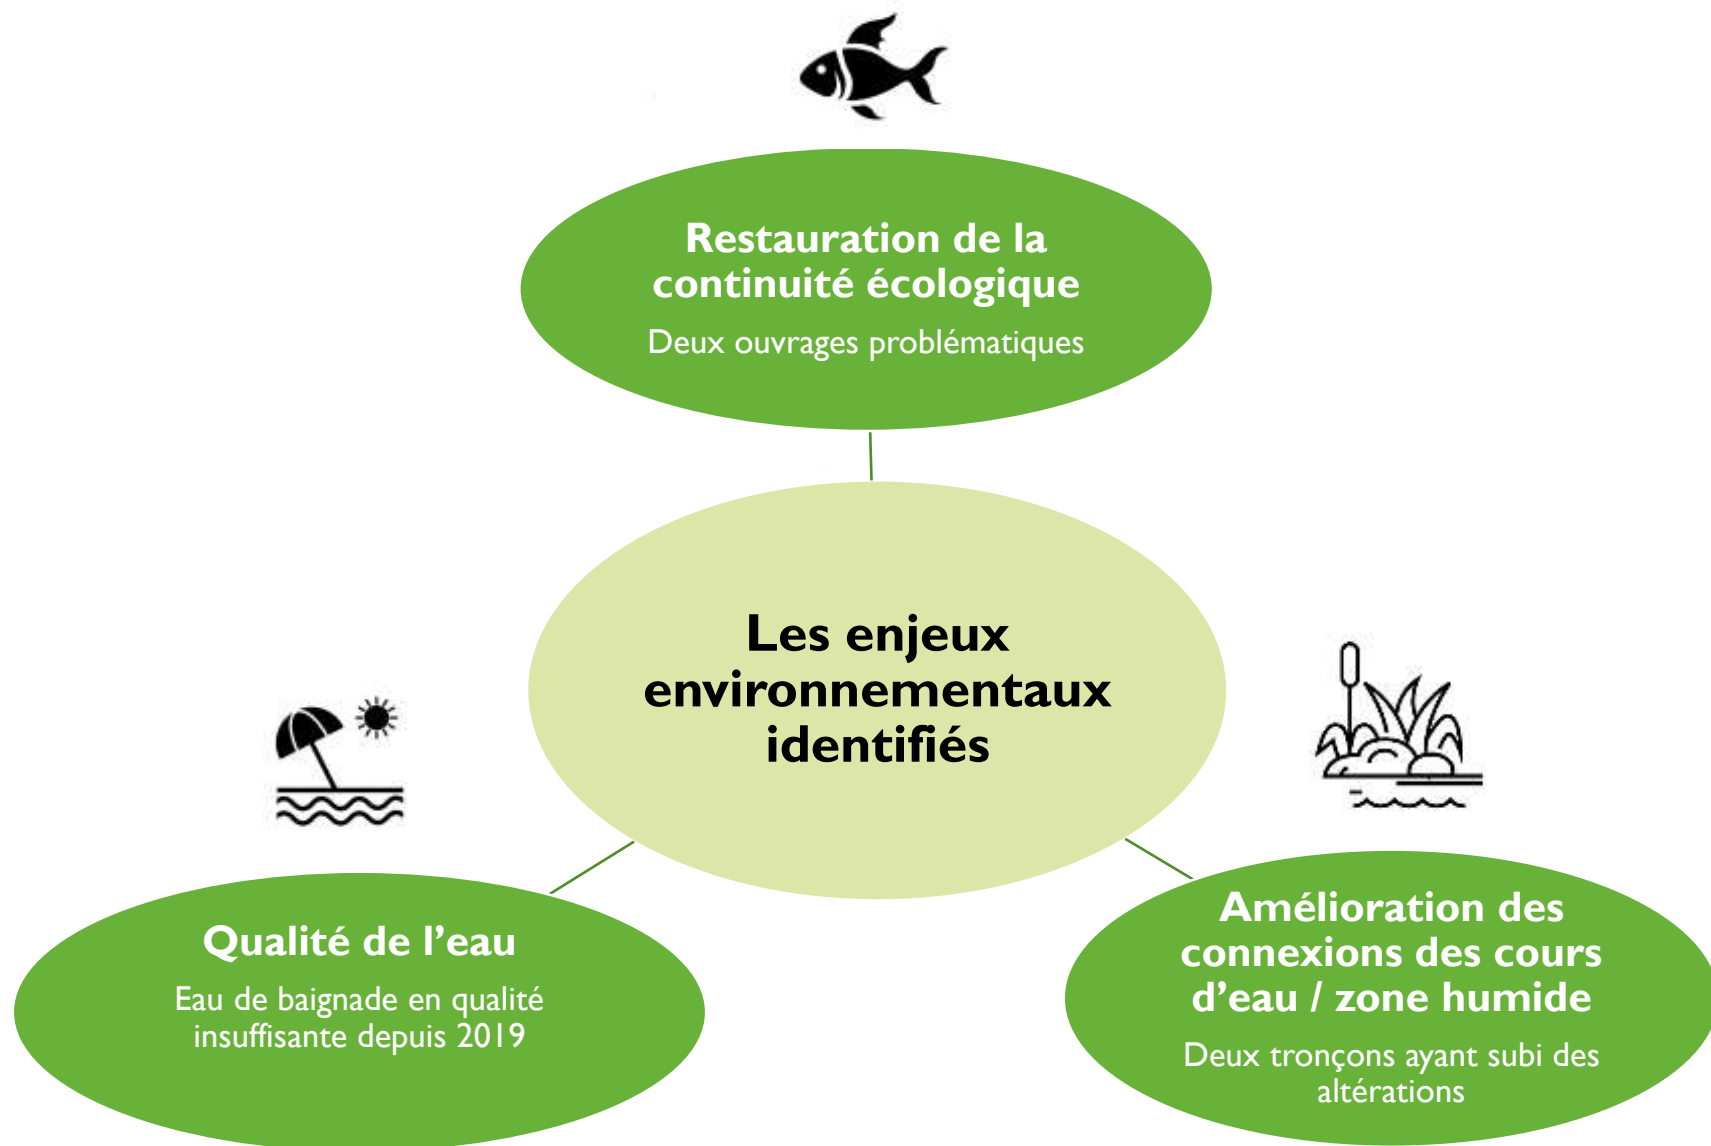 Restauration de la
continuité écologique
Deux ouvrages problématiques
Les enjeux
environnementaux
identifiés
Qualité de l’eau
Eau de baignade en qualité
insuffisante depuis 2019
Amélioration des
connexions des cours
d’eau / zone humide
Deux tronçons ayant subi des
altérations